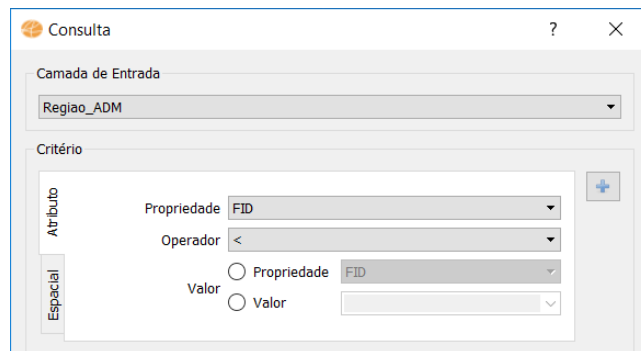 Consulta ?
Camada de Entrada
Regiao_ADM
Critério
Atributo
Propriedade FID
Operador <
Valor
Propriedade FID
Valor
Espacial